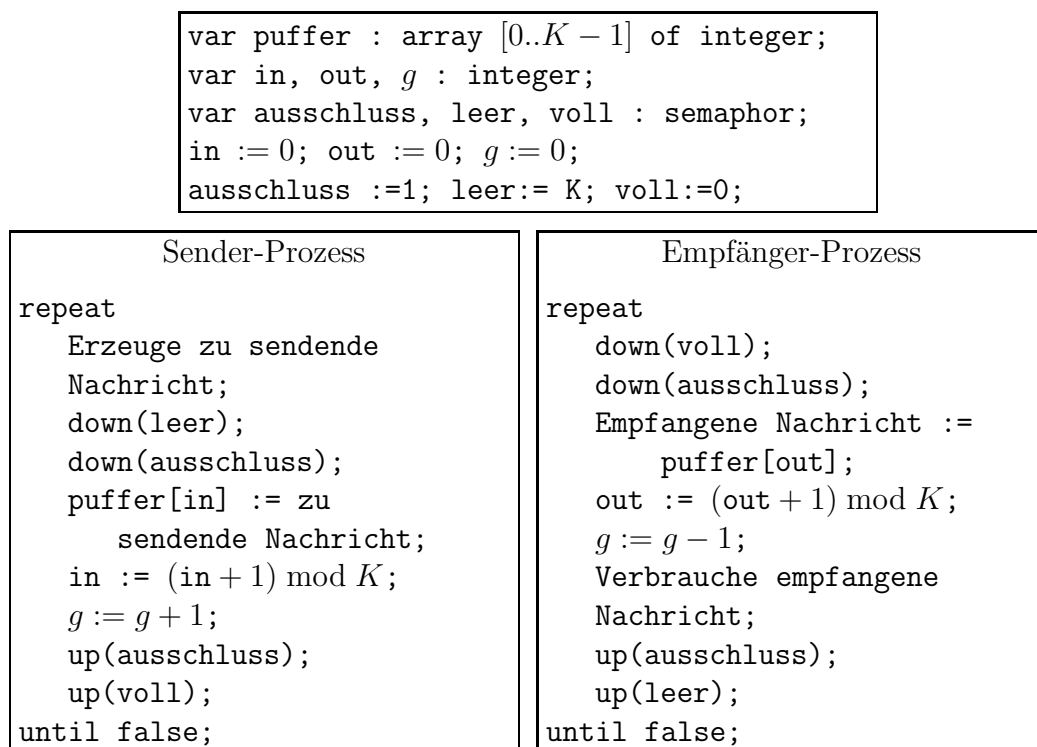 var puffer : array [0..K − 1] of integer;
var in, out, g : integer;
var ausschluss, leer, voll : semaphor;
in := 0; out := 0; g := 0;
ausschluss :=1; leer:= K; voll:=0;
Sender-Prozess
repeat
Erzeuge zu sendende
Nachricht;
down(leer);
down(ausschluss);
puffer[in] := zu
sendende Nachricht;
in := (in + 1) mod K;
g := g + 1;
up(ausschluss);
up(voll);
until false;
Empfänger-Prozess
repeat
down(voll);
down(ausschluss);
Empfangene Nachricht :=
puffer[out];
out := (out + 1) mod K;
g := g − 1;
Verbrauche empfangene
Nachricht;
up(ausschluss);
up(leer);
until false;